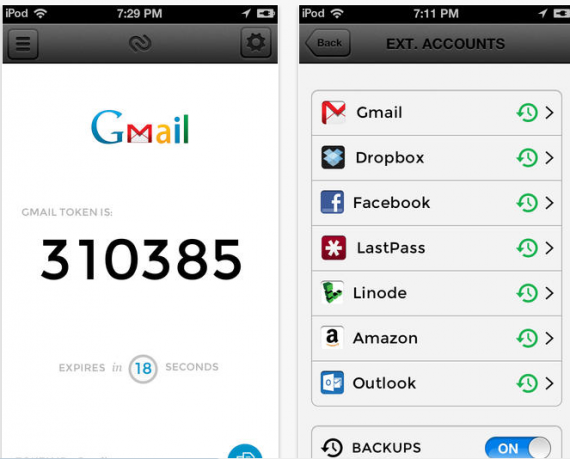 iPod 7:29 PM
Gmail
GMAIL TOKEN IS:
310385
EXPIRES in 18 SECONDS
iPod 7:11 PM
Back EXT. ACCOUNTS
Gmail
Dropbox
Facebook
LastPass
Linode
Amazon
Outlook
BACKUPS ON